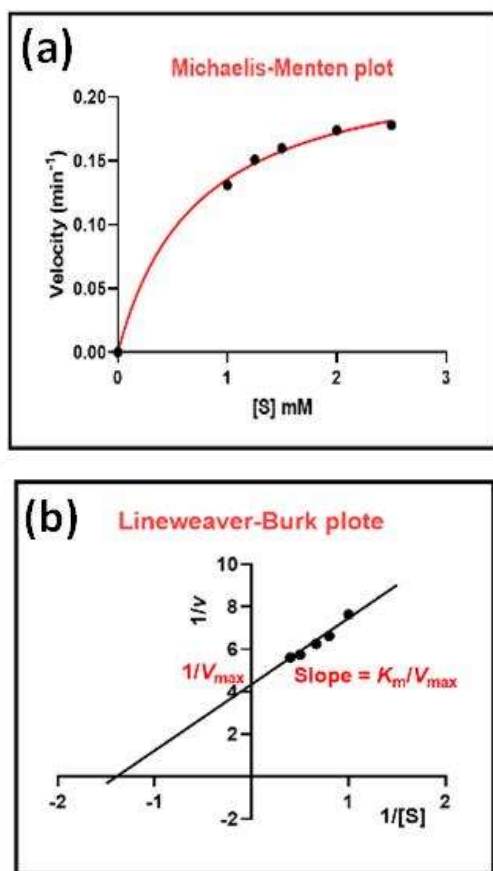 (a)
Michaelis-Menten plot
0.20
0.15
0.10
0.05
0.00
Velocity (min⁻¹)
0 1 2 3
[S] mM
(b)
Lineweaver-Burk plote
10
8
6
4
2
-2
1/v
1/Vmax
Slope = Km/Vmax
-2 -1 1 2
1/[S]